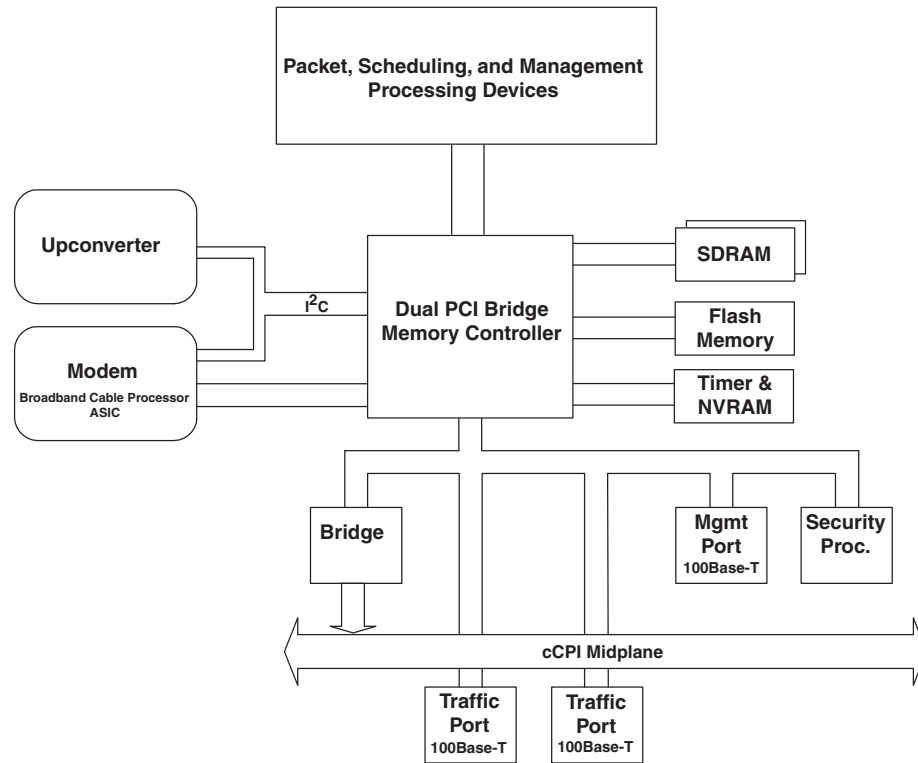 Packet, Scheduling, and Management
Processing Devices
Upconverter
I²C
Dual PCI Bridge
Memory Controller
SDRAM
Flash
Memory
Modem
Broadband Cable Processor
ASIC
Timer &
NVRAM
Bridge
Mgmt
Port
100Base-T
Security
Proc.
cCPI Midplane
Traffic
Port
100Base-T
Traffic
Port
100Base-T